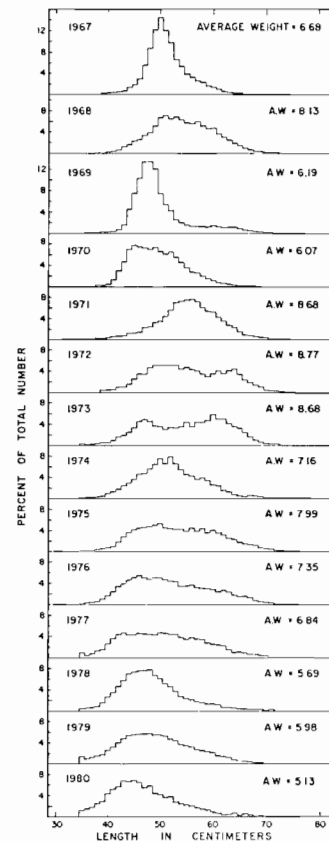 1967 AVERAGE WEIGHT = 6.68
12
8
4
1968 A.W = 8.13
8
4
1969 A.W = 6.19
12
8
4
1970 A.W = 6.07
8
4
1971 A.W = 8.68
8
4
1972 A.W = 8.77
8
4
1973 A.W = 8.68
8
4
1974 A.W = 7.16
8
4
1975 A.W = 7.99
8
4
1976 A.W = 7.35
8
4
1977 A.W = 6.84
8
4
1978 A.W = 5.69
8
4
1979 A.W = 5.98
8
4
1980 A.W = 5.13
8
4
PERCENT OF TOTAL NUMBER
30 40 50 60 70 80
LENGTH IN CENTIMETERS